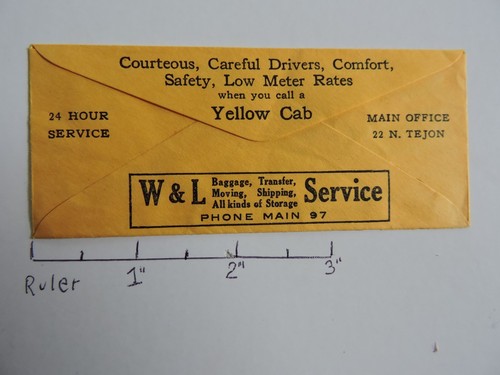 Courteous, Careful Drivers, Comfort,
Safety, Low Meter Rates
when you call a
Yellow Cab
24 HOUR
SERVICE
MAIN OFFICE
22 N. TEJON
W & L
Baggage, Transfer,
Moving, Shipping,
All kinds of Storage
Service
PHONE MAIN 97
Ruler
1"
2"
3"